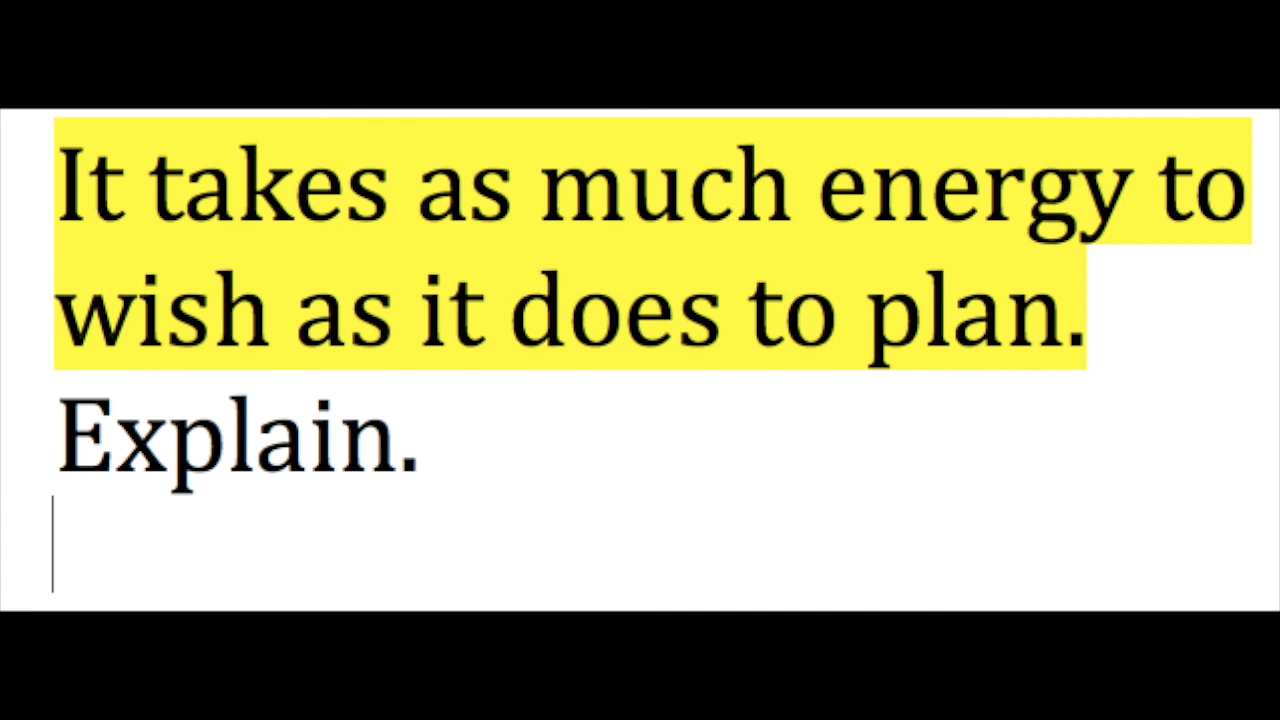 It takes as much energy to
wish as it does to plan.
Explain.